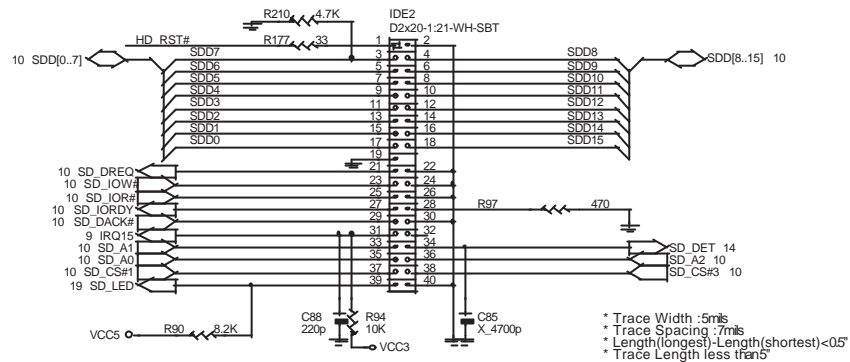 R210 4.7K IDE2
D2x20-1:21-WH-SBT
HD_RST# R177 33 1 2
10 SDD[0..7] SDD7 3 4 SDD8 SDD[8..15] 10
SDD6 5 6 SDD9
SDD5 7 8 SDD10
SDD4 9 10 SDD11
SDD3 11 12 SDD12
SDD2 13 14 SDD13
SDD1 15 16 SDD14
SDD0 17 18 SDD15
19
10 SD_DREQ 21 22
10 SD_IOW# 23 24
10 SD_IOR# 25 26
10 SD_IORDY 27 28 R97 470
10 SD_DACK# 29 30
9 IRQ15 31 32
10 SD_A1 33 34 SD_DET 14
10 SD_A0 35 36 SD_A2 10
10 SD_CS#1 37 38 SD_CS#3 10
19 SD_LED 39 40
VCC5 R90 8.2K
C88
220p
R94
10K
VCC3
C85
X_4700p
* Trace Width :5mils
* Trace Spacing :7mils
* Length(longest)-Length(shortest)<0.5"
* Trace Length less than5"